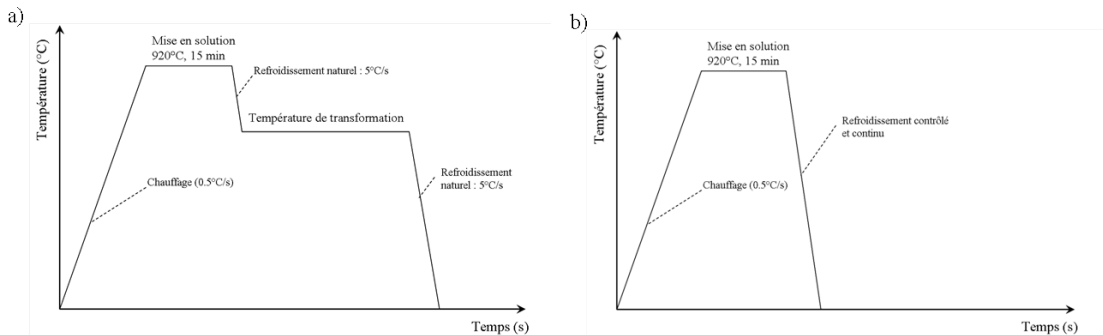 a)
Température (°C)
Mise en solution
920°C, 15 min
Refroidissement naturel : 5°C/s
Température de transformation
Chauffage (0.5°C/s)
Refroidissement
naturel : 5°C/s
Temps (s)
b)
Température (°C)
Mise en solution
920°C, 15 min
Refroidissement contrôlé
et continu
Chauffage (0.5°C/s)
Temps (s)